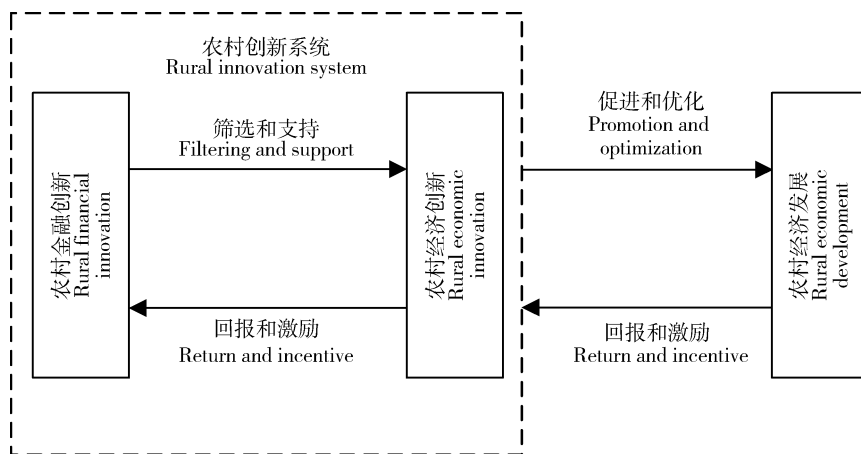 农村创新系统
Rural innovation system
农村金融创新
Rural financial
innovation
筛选和支持
Filtering and support
回报和激励
Return and incentive
农村经济创新
Rural economic
innovation
促进和优化
Promotion and
optimization
回报和激励
Return and incentive
农村经济发展
Rural economic
development